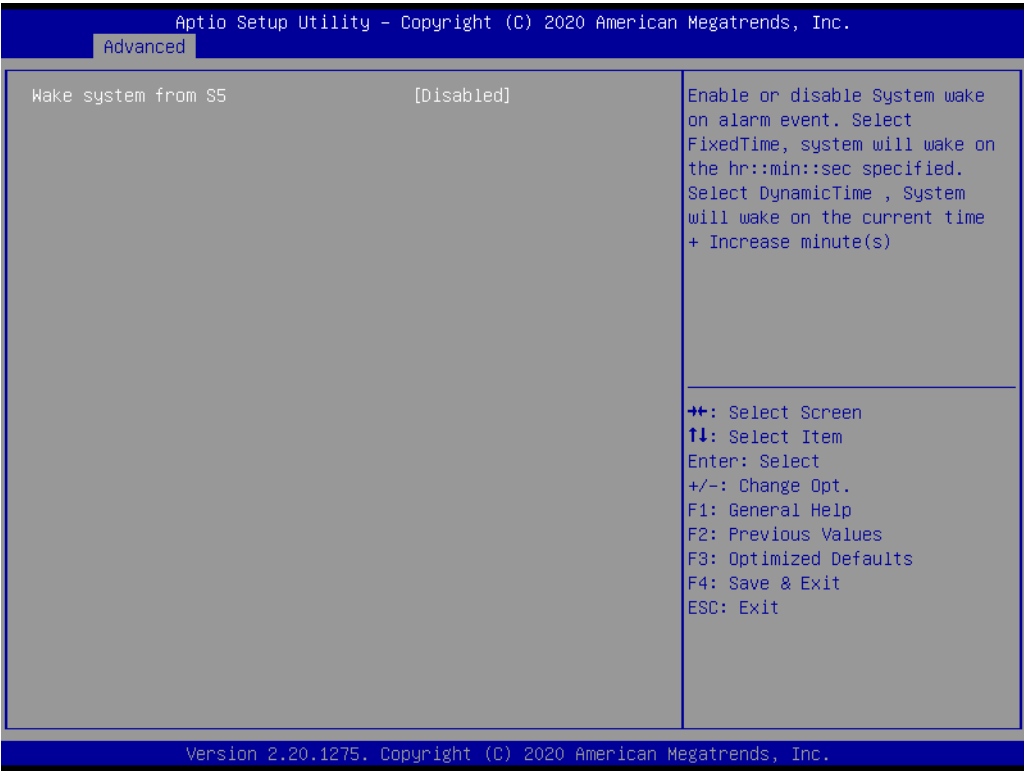 Aptio Setup Utility – Copyright (C) 2020 American Megatrends, Inc.
Advanced
Wake system from S5 [Disabled]
Enable or disable System wake
on alarm event. Select
FixedTime, system will wake on
the hr::min::sec specified.
Select DynamicTime , System
will wake on the current time
+ Increase minute(s)
→←: Select Screen
↑↓: Select Item
Enter: Select
+/-: Change Opt.
F1: General Help
F2: Previous Values
F3: Optimized Defaults
F4: Save & Exit
ESC: Exit
Version 2.20.1275. Copyright (C) 2020 American Megatrends, Inc.